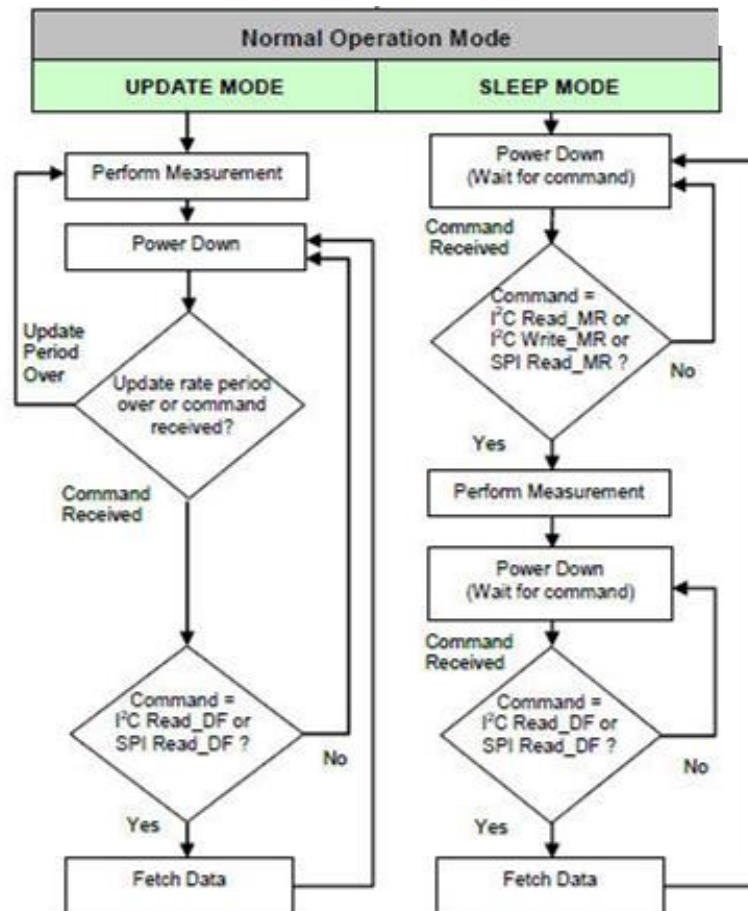 Normal Operation Mode
UPDATE MODE
SLEEP MODE
Perform Measurement
Power Down
Update
Period
Over
Update rate period
over or command
received?
Command
Received
Command =
I²C Read_DF or
SPI Read_DF ?
No
Yes
Fetch Data
Power Down
(Wait for command)
Command
Received
Command =
I²C Read_MR or
I²C Write_MR or
SPI Read_MR ?
No
Yes
Perform Measurement
Power Down
(Wait for command)
Command
Received
Command =
I²C Read_DF or
SPI Read_DF ?
No
Yes
Fetch Data